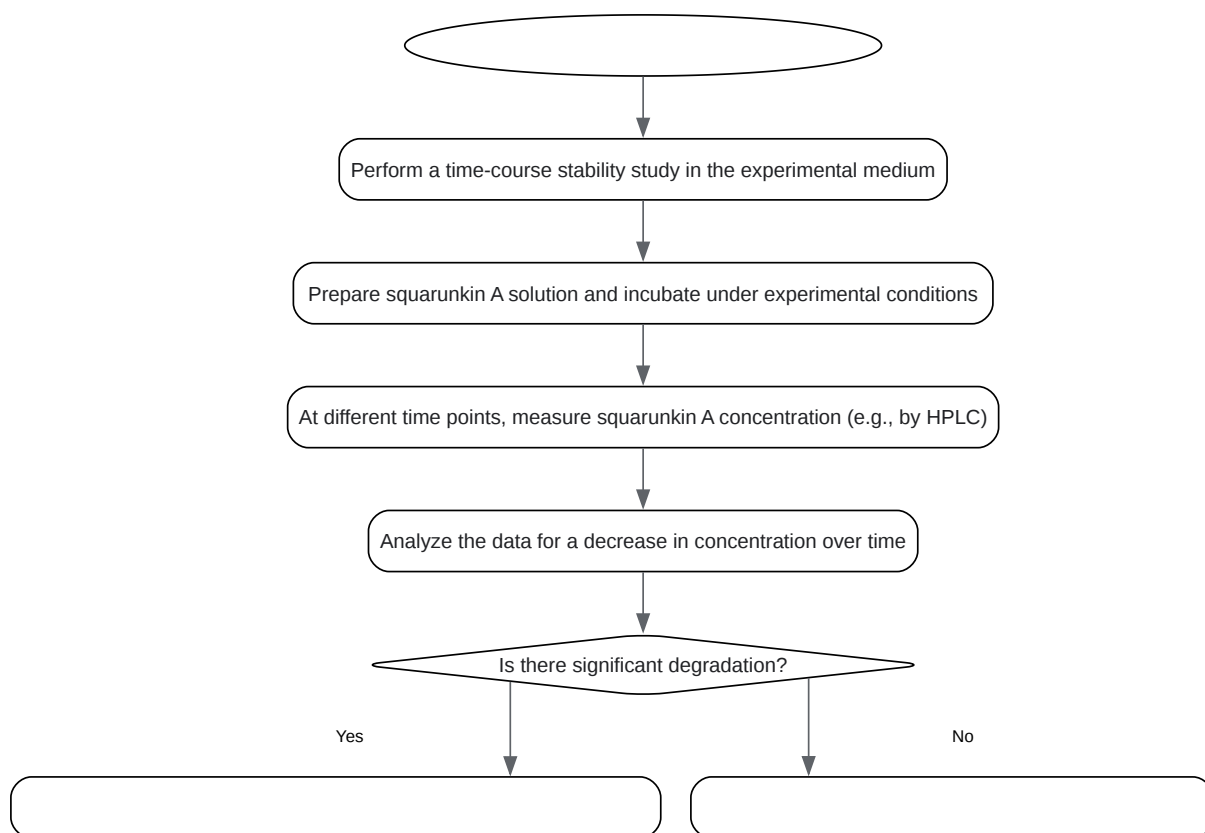 Perform a time-course stability study in the experimental medium
Prepare squarunkin A solution and incubate under experimental conditions
At different time points, measure squarunkin A concentration (e.g., by HPLC)
Analyze the data for a decrease in concentration over time
Is there significant degradation?
Yes
No